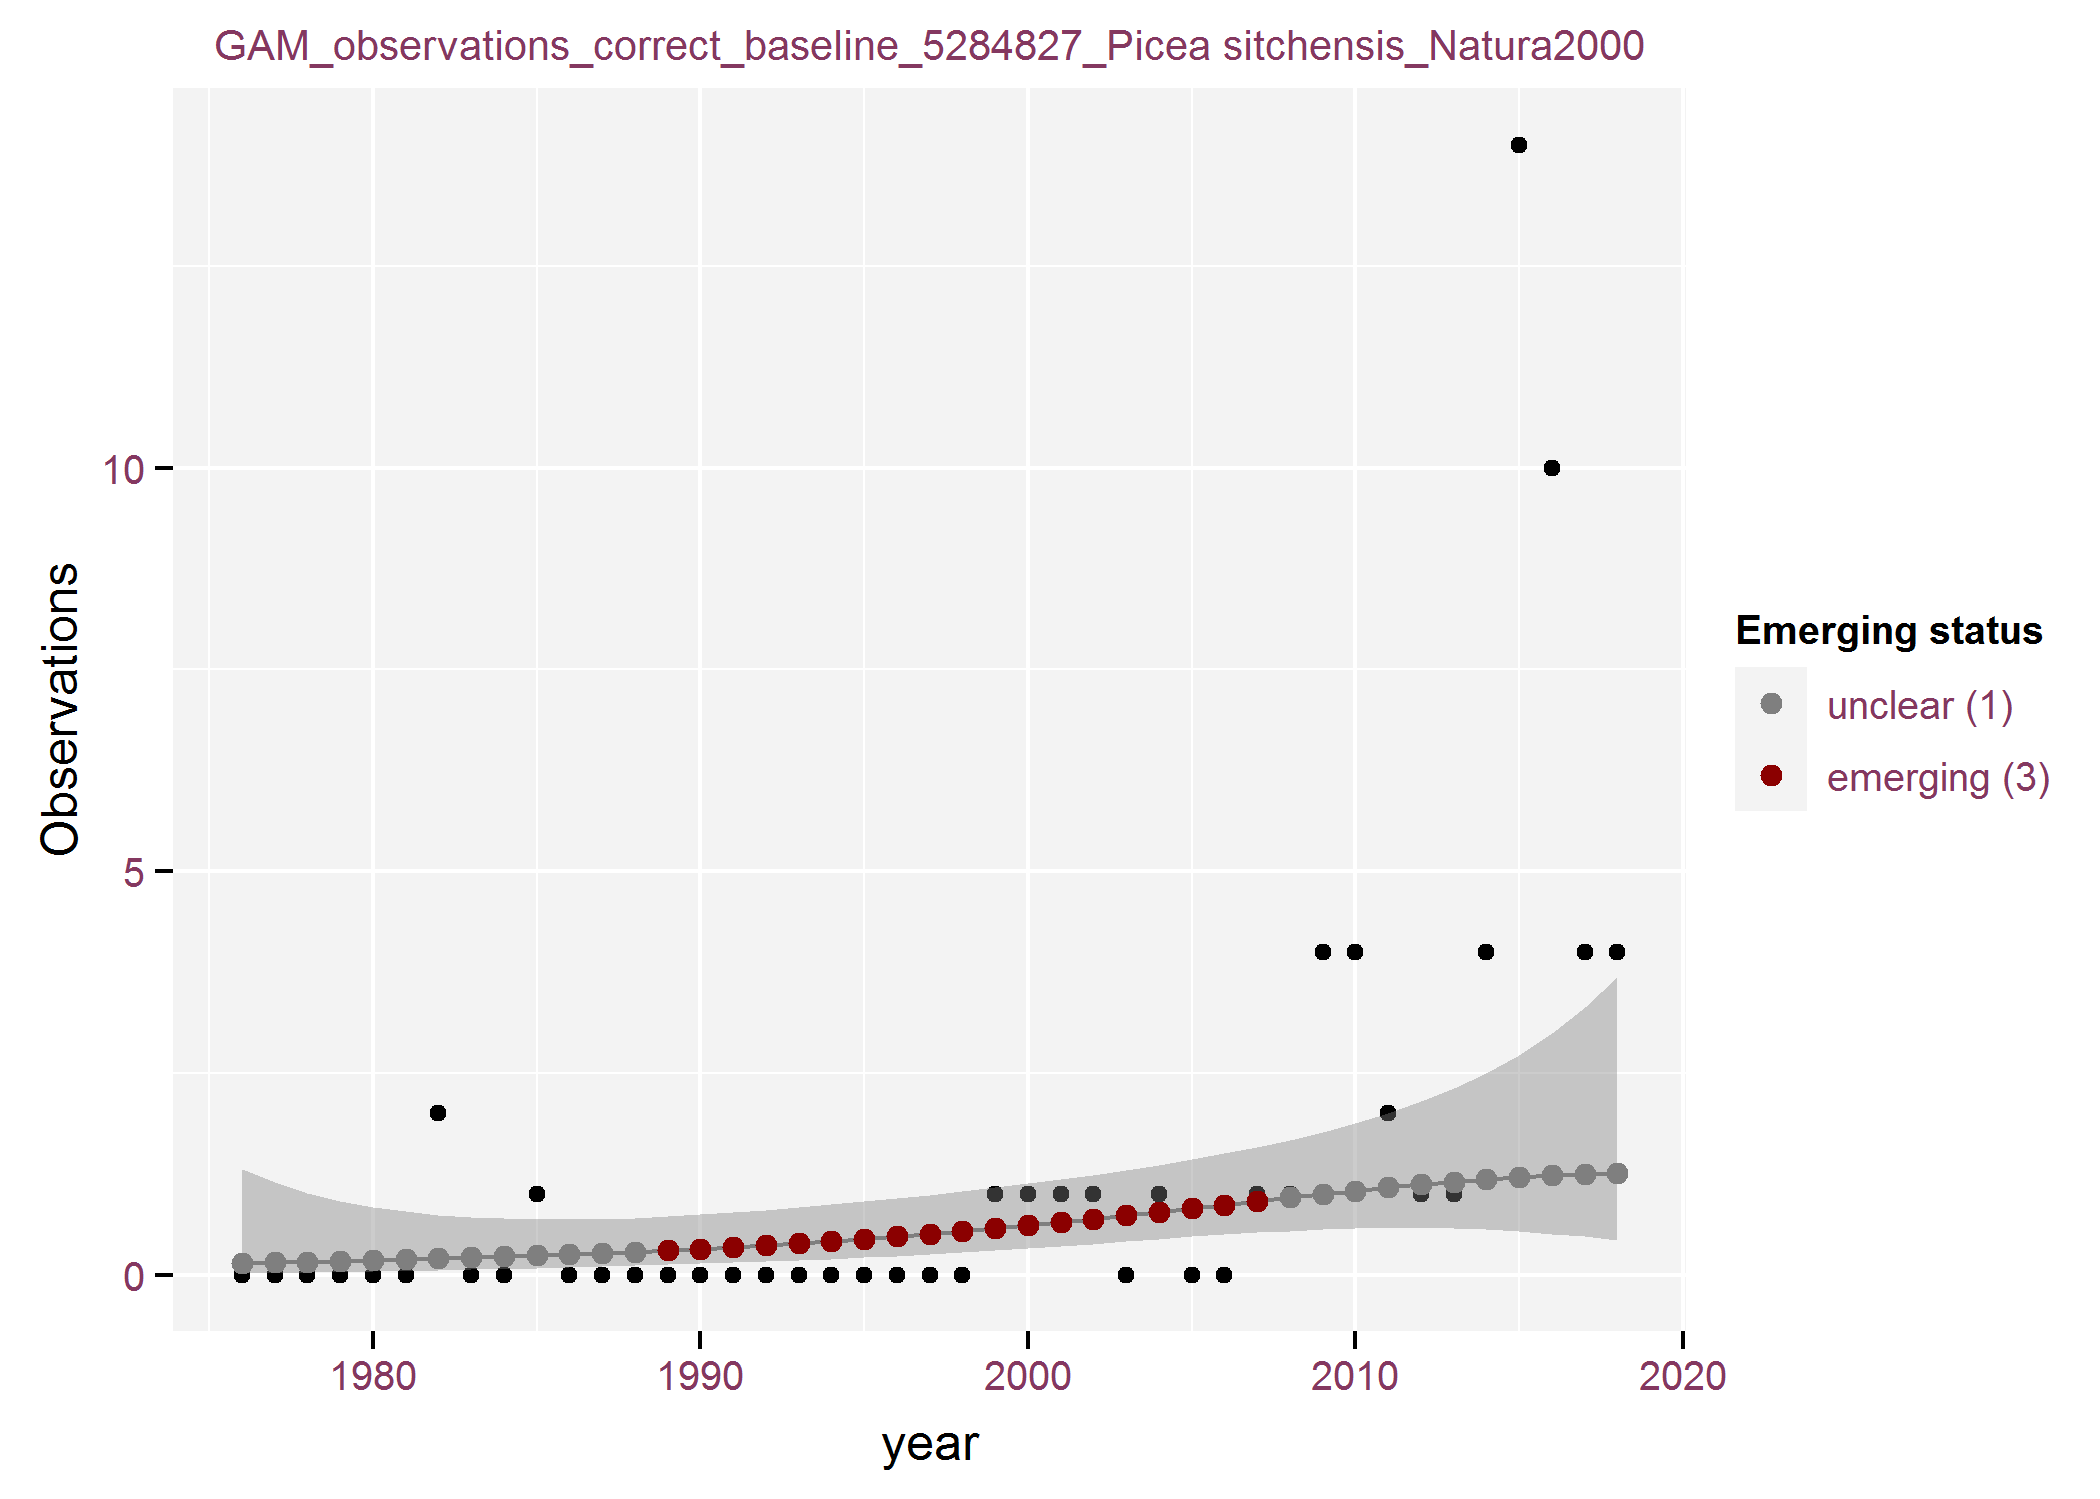 GAM_observations_correct_baseline_5284827_Picea sitchensis_Natura2000
Observations
10
5
0
1980
1990
2000
2010
2020
year
Emerging status
unclear (1)
emerging (3)